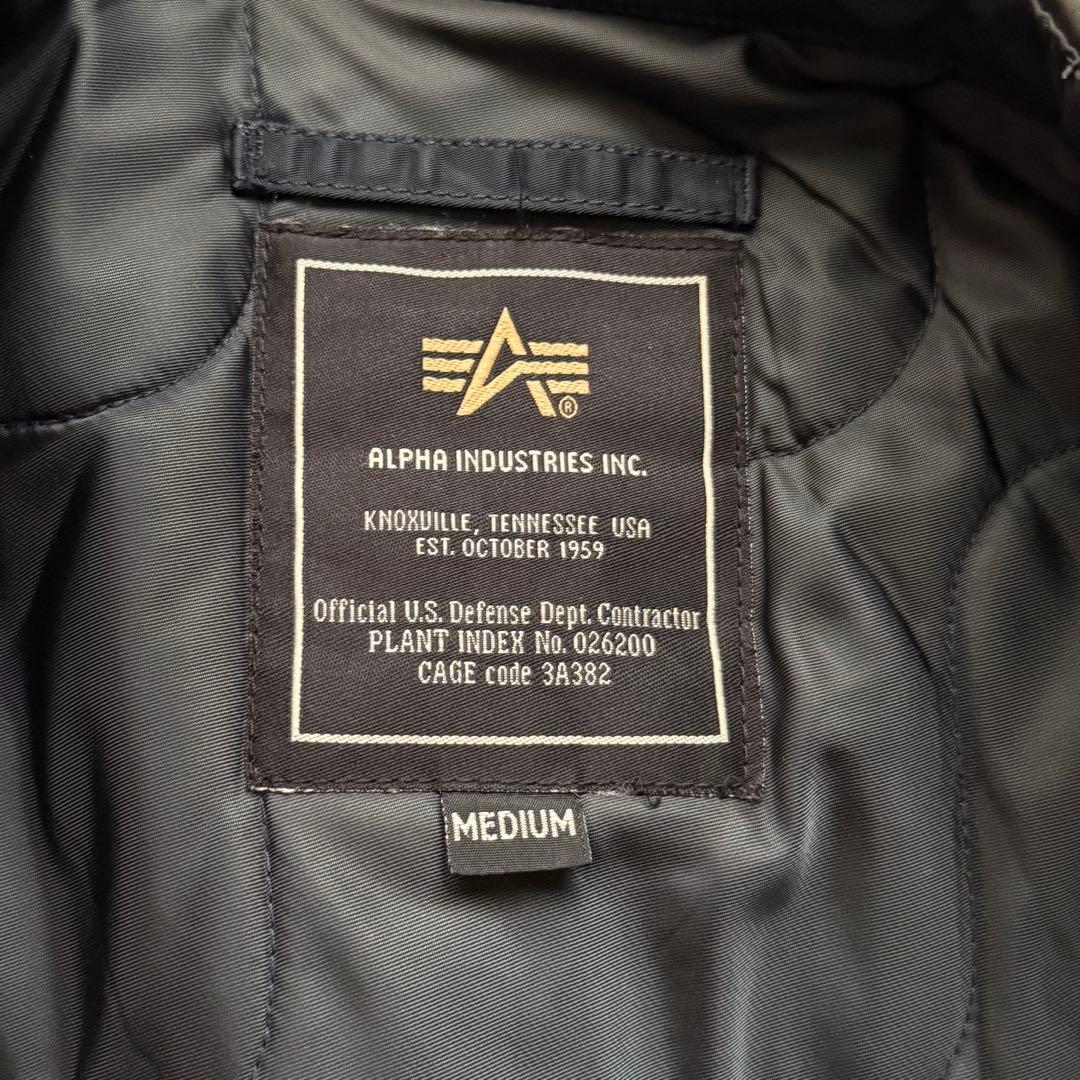 ®
ALPHA INDUSTRIES INC.
KNOXVILLE, TENNESSEE USA
EST. OCTOBER 1959
Official U.S. Defense Dept. Contractor
PLANT INDEX No. 026200
CAGE code 3A382
MEDIUM